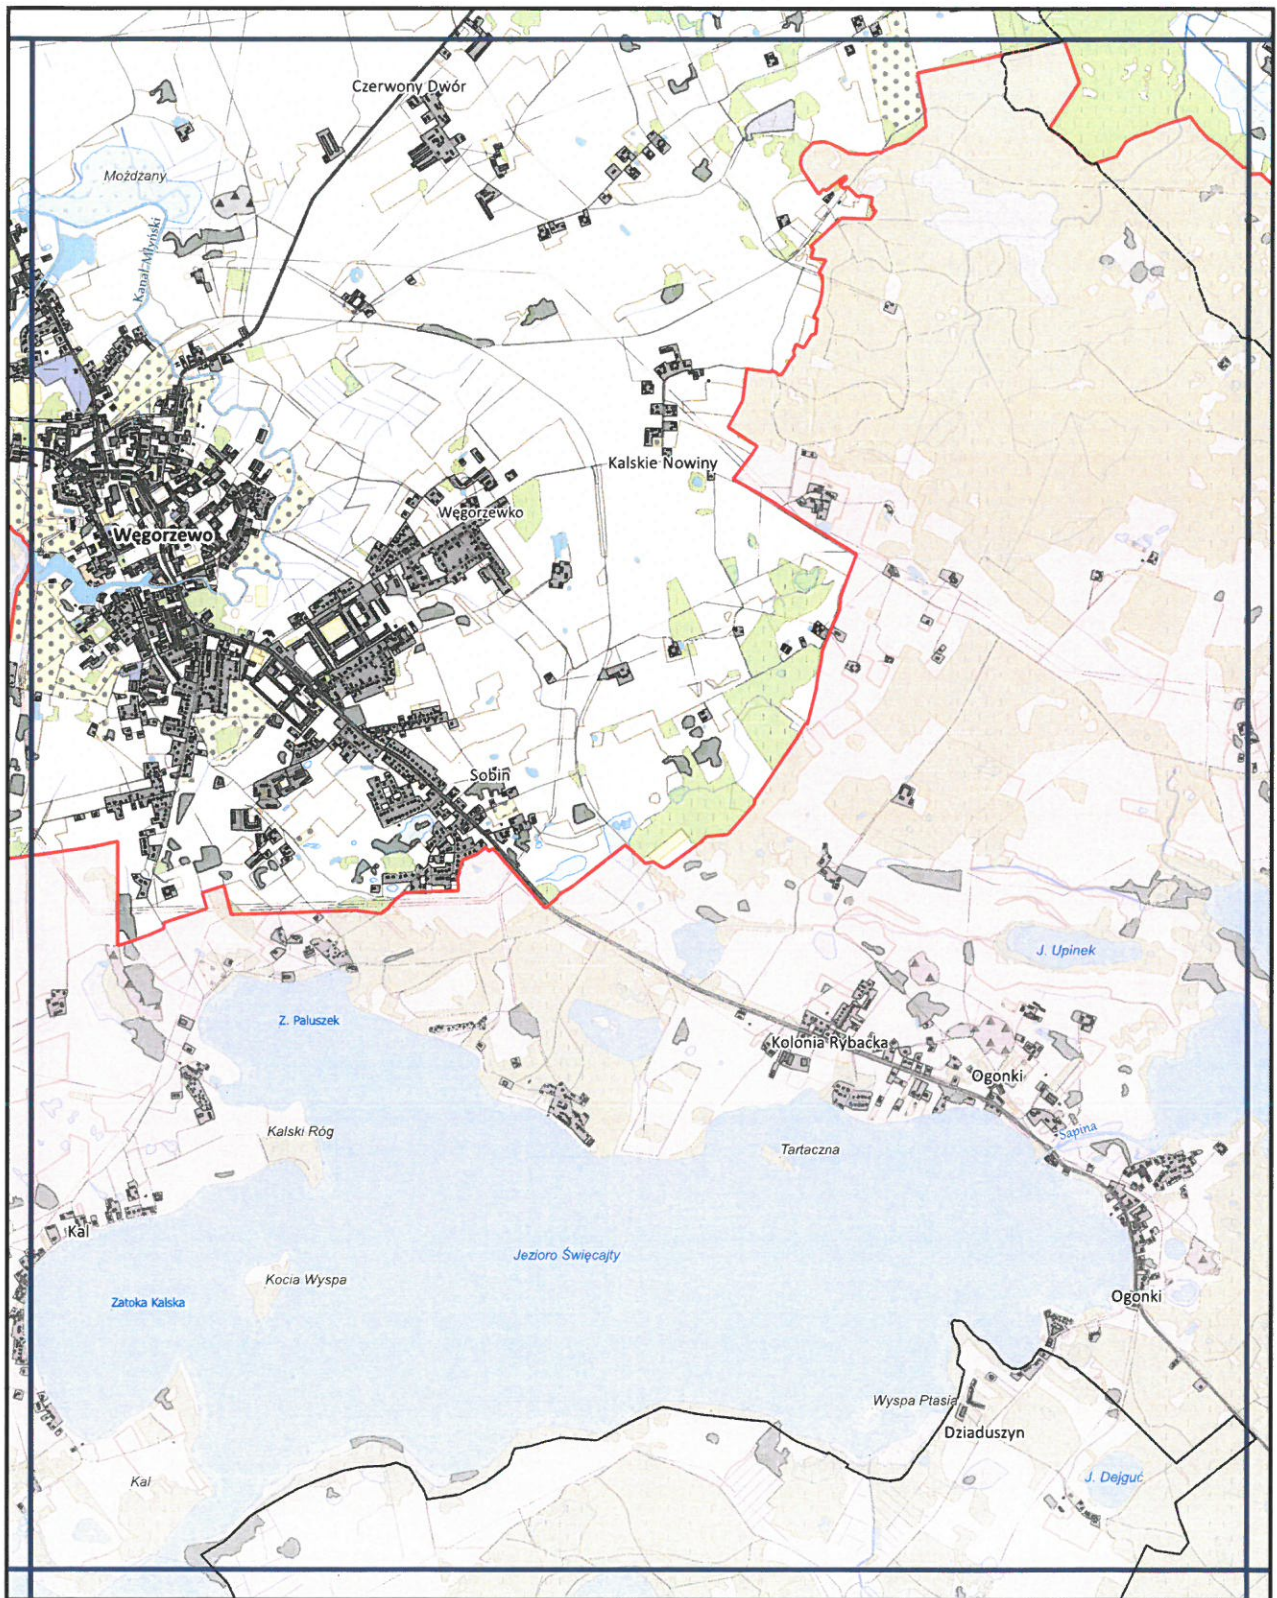 Czerwony Dwór
Możdżany
Kanał Młyński
Kalskie Nowiny
Węgorzewko
Węgorzewo
Sobin
J. Upinek
Z. Paluszek
Kolonia Rybacka
Ogonki
Kalski Róg
Sapina
Tartaczna
Kal
Jezioro Święcajty
Kocia Wyspa
Zatoka Kalska
Ogonki
Wyspa Ptasia
Dziaduszyn
Kal
J. Dejguć